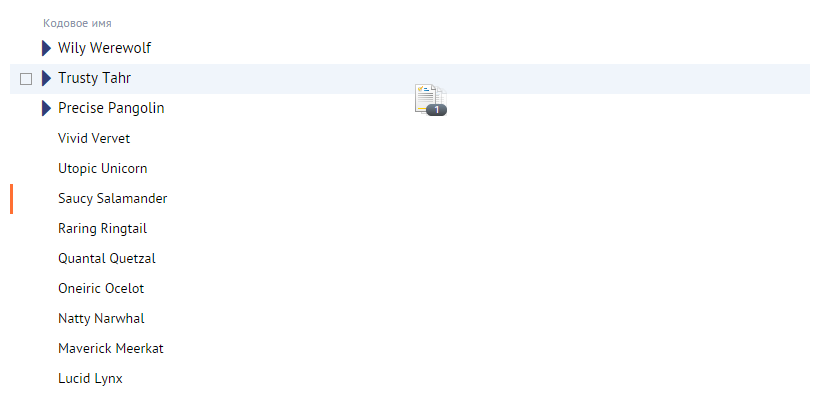 Кодовое имя
Wily Werewolf
Trusty Tahr
1
Precise Pangolin
Vivid Vervet
Utopic Unicorn
Saucy Salamander
Raring Ringtail
Quantal Quetzal
Oneiric Ocelot
Natty Narwhal
Maverick Meerkat
Lucid Lynx